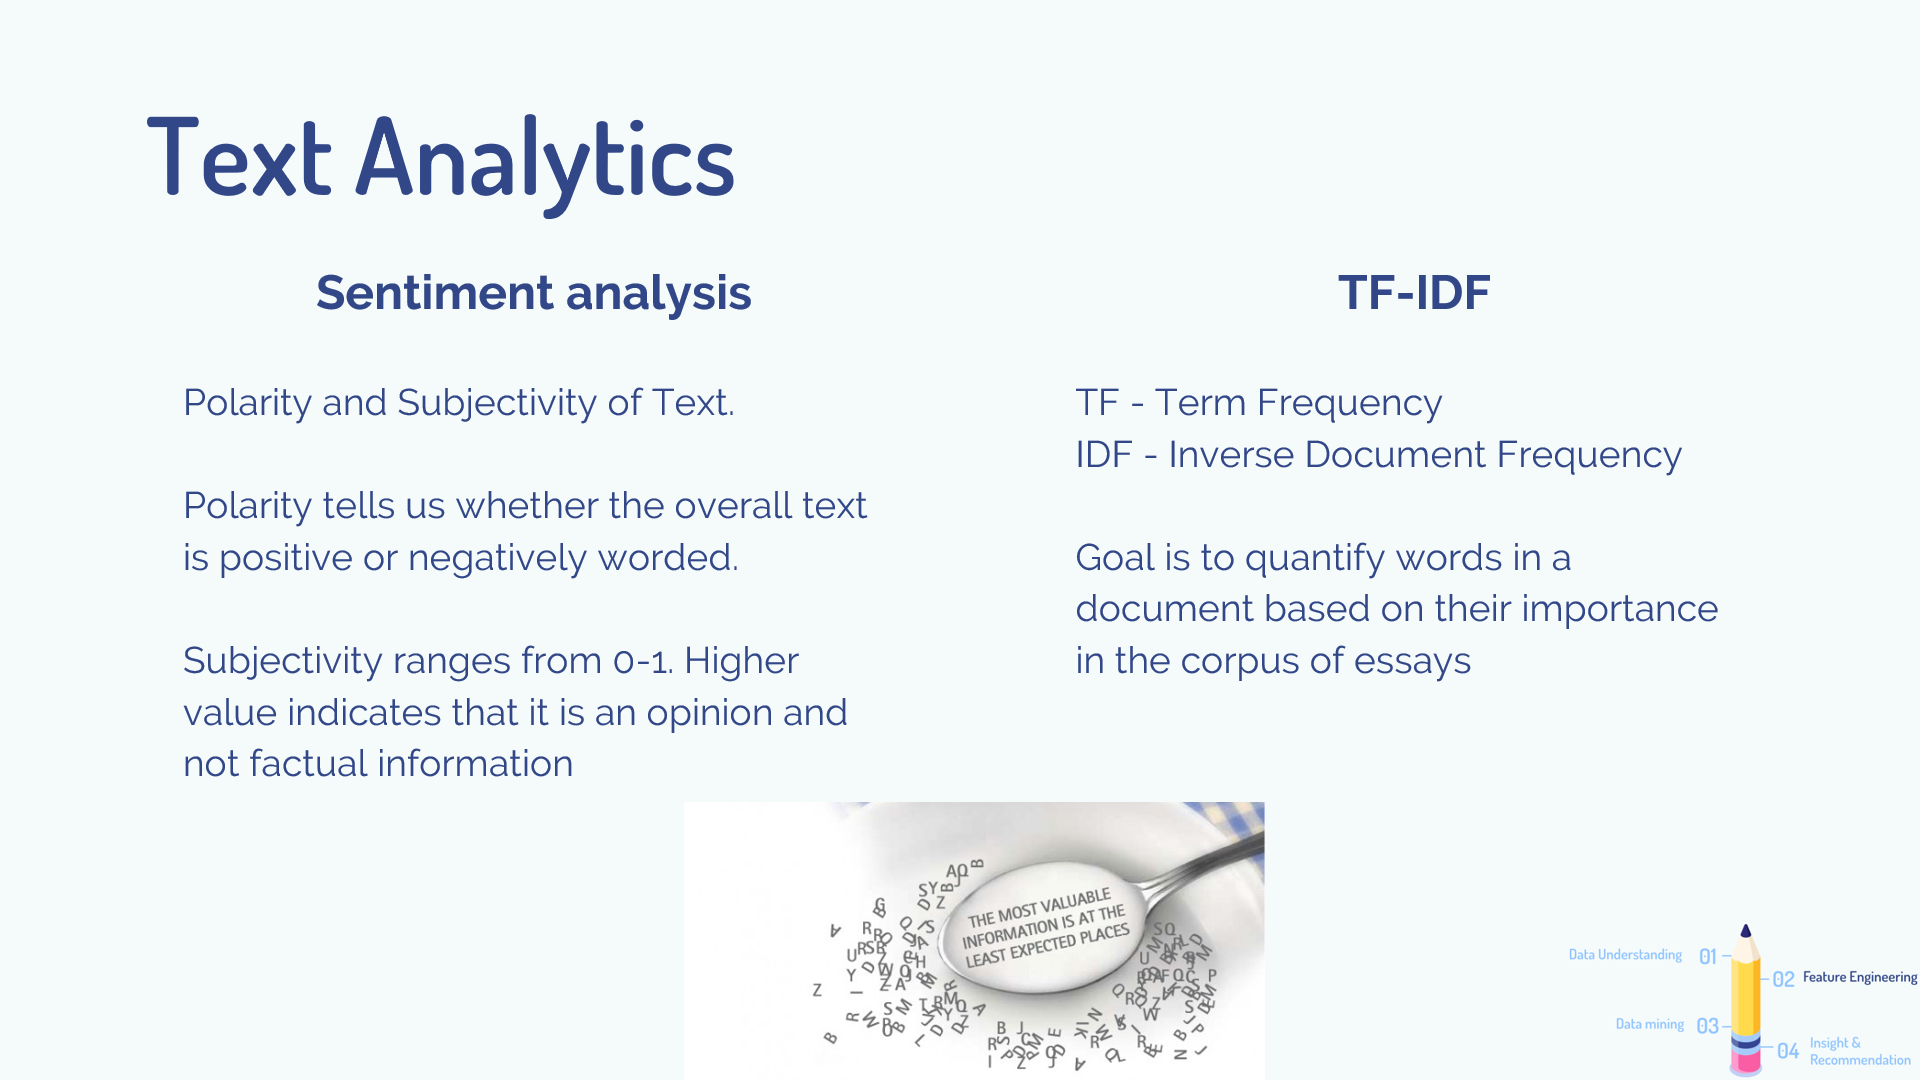 Text Analytics
Sentiment analysis
Polarity and Subjectivity of Text.
Polarity tells us whether the overall text
is positive or negatively worded.
Subjectivity ranges from 0-1. Higher
value indicates that it is an opinion and
not factual information
TF-IDF
TF - Term Frequency
IDF - Inverse Document Frequency
Goal is to quantify words in a
document based on their importance
in the corpus of essays
THE MOST VALUABLE
INFORMATION IS AT THE
LEAST EXPECTED PLACES
Data Understanding 01
02 Feature Engineering
Data mining 03
04 Insight &
Recommendation